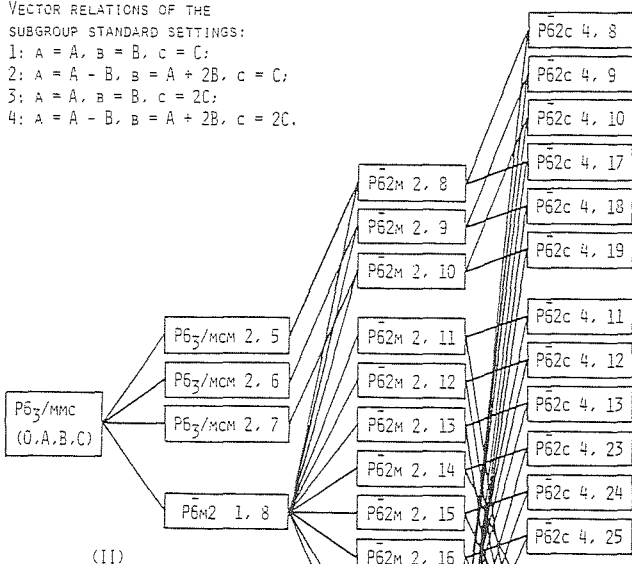 VECTOR RELATIONS OF THE
SUBGROUP STANDARD SETTINGS:
1: A = A, B = B, C = C;
2: A = A - B, B = A + 2B, C = C;
3: A = A, B = B, C = 2C;
4: A = A - B, B = A + 2B, C = 2C.
P6₃/MMC
(0,A,B,C)
(II)
P6₃/MCM 2, 5
P6₃/MCM 2, 6
P6₃/MCM 2, 7
P6̄M2 1, 8
P6̄2M 2, 8
P6̄2M 2, 9
P6̄2M 2, 10
P6̄2M 2, 11
P6̄2M 2, 12
P6̄2M 2, 13
P6̄2M 2, 14
P6̄2M 2, 15
P6̄2M 2, 16
P6̄2C 4, 8
P6̄2C 4, 9
P6̄2C 4, 10
P6̄2C 4, 17
P6̄2C 4, 18
P6̄2C 4, 19
P6̄2C 4, 11
P6̄2C 4, 12
P6̄2C 4, 13
P6̄2C 4, 23
P6̄2C 4, 24
P6̄2C 4, 25